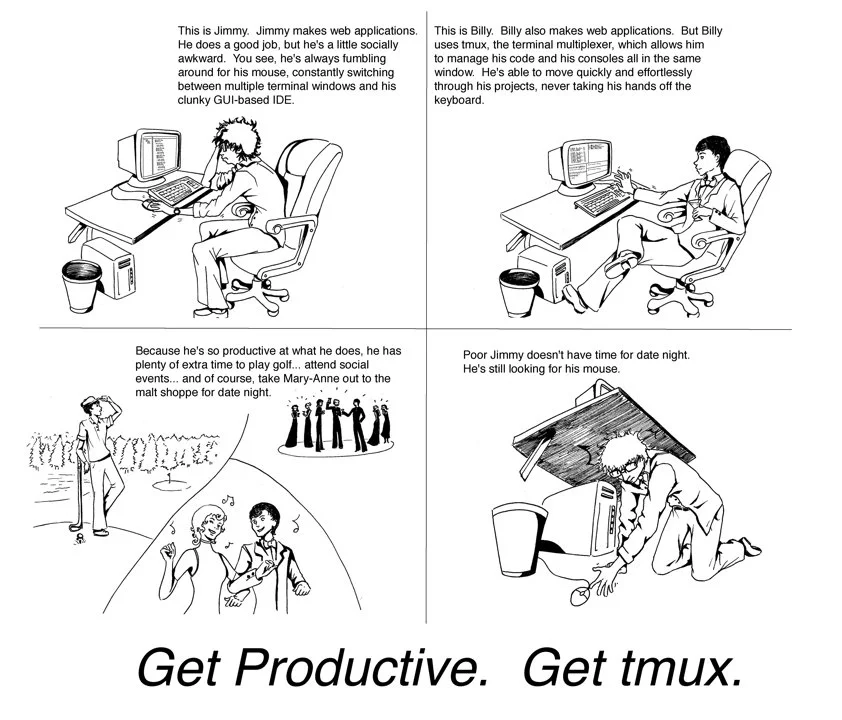 This is Jimmy.  Jimmy makes web applications.
He does a good job, but he's a little socially
awkward.  You see, he's always fumbling
around for his mouse, constantly switching
between multiple terminal windows and his
clunky GUI-based IDE.
This is Billy.  Billy also makes web applications.  But Billy
uses tmux, the terminal multiplexer, which allows him
to manage his code and his consoles all in the same
window.  He's able to move quickly and effortlessly
through his projects, never taking his hands off the
keyboard.
Because he's so productive at what he does, he has
plenty of extra time to play golf... attend social
events... and of course, take Mary-Anne out to the
malt shoppe for date night.
Poor Jimmy doesn't have time for date night.
He's still looking for his mouse.
Get Productive.  Get tmux.